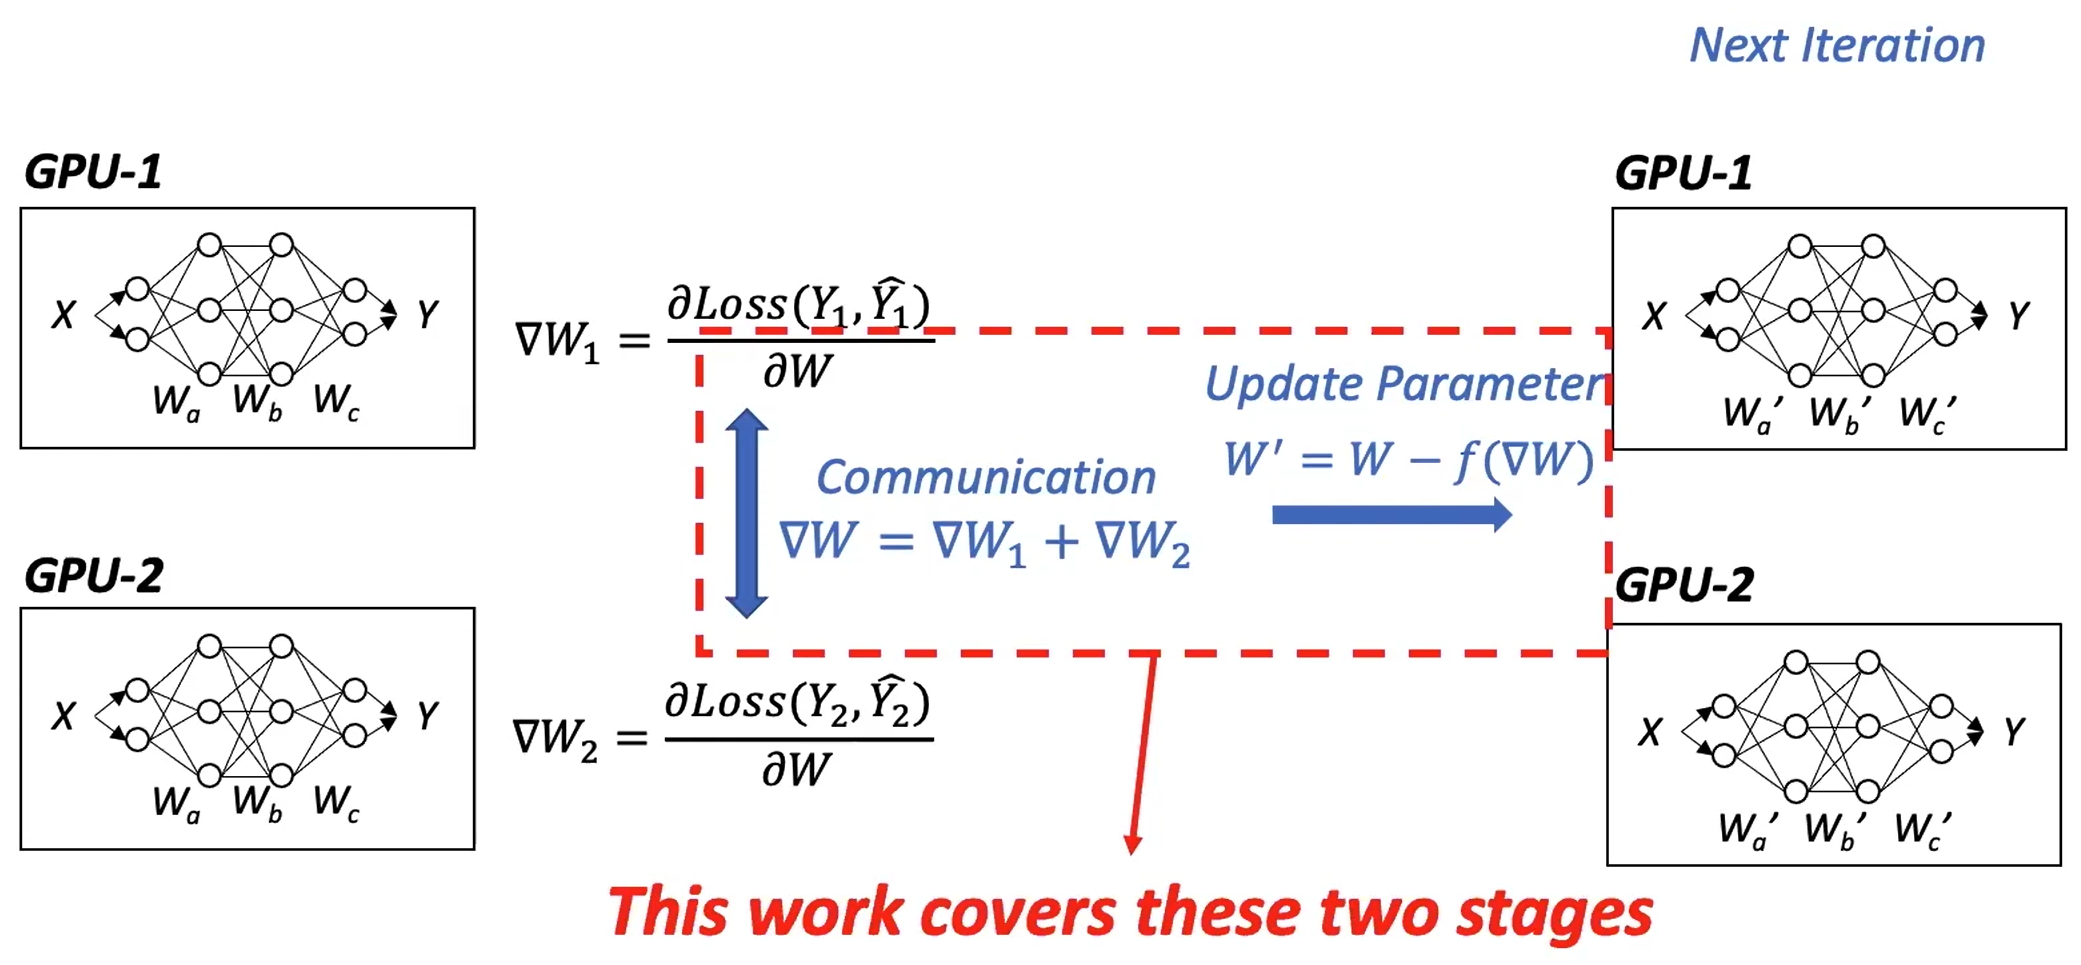 Next Iteration
GPU-1
X
Y
Wₐ W_b W_c
∇W₁ = ∂Loss(Y₁, Ŷ₁) / ∂W
GPU-2
X
Y
Wₐ W_b W_c
∇W₂ = ∂Loss(Y₂, Ŷ₂) / ∂W
Communication
∇W = ∇W₁ + ∇W₂
Update Parameter
W′ = W − f(∇W)
GPU-1
X
Y
Wₐ’ W_b’ W_c’
GPU-2
X
Y
Wₐ’ W_b’ W_c’
This work covers these two stages